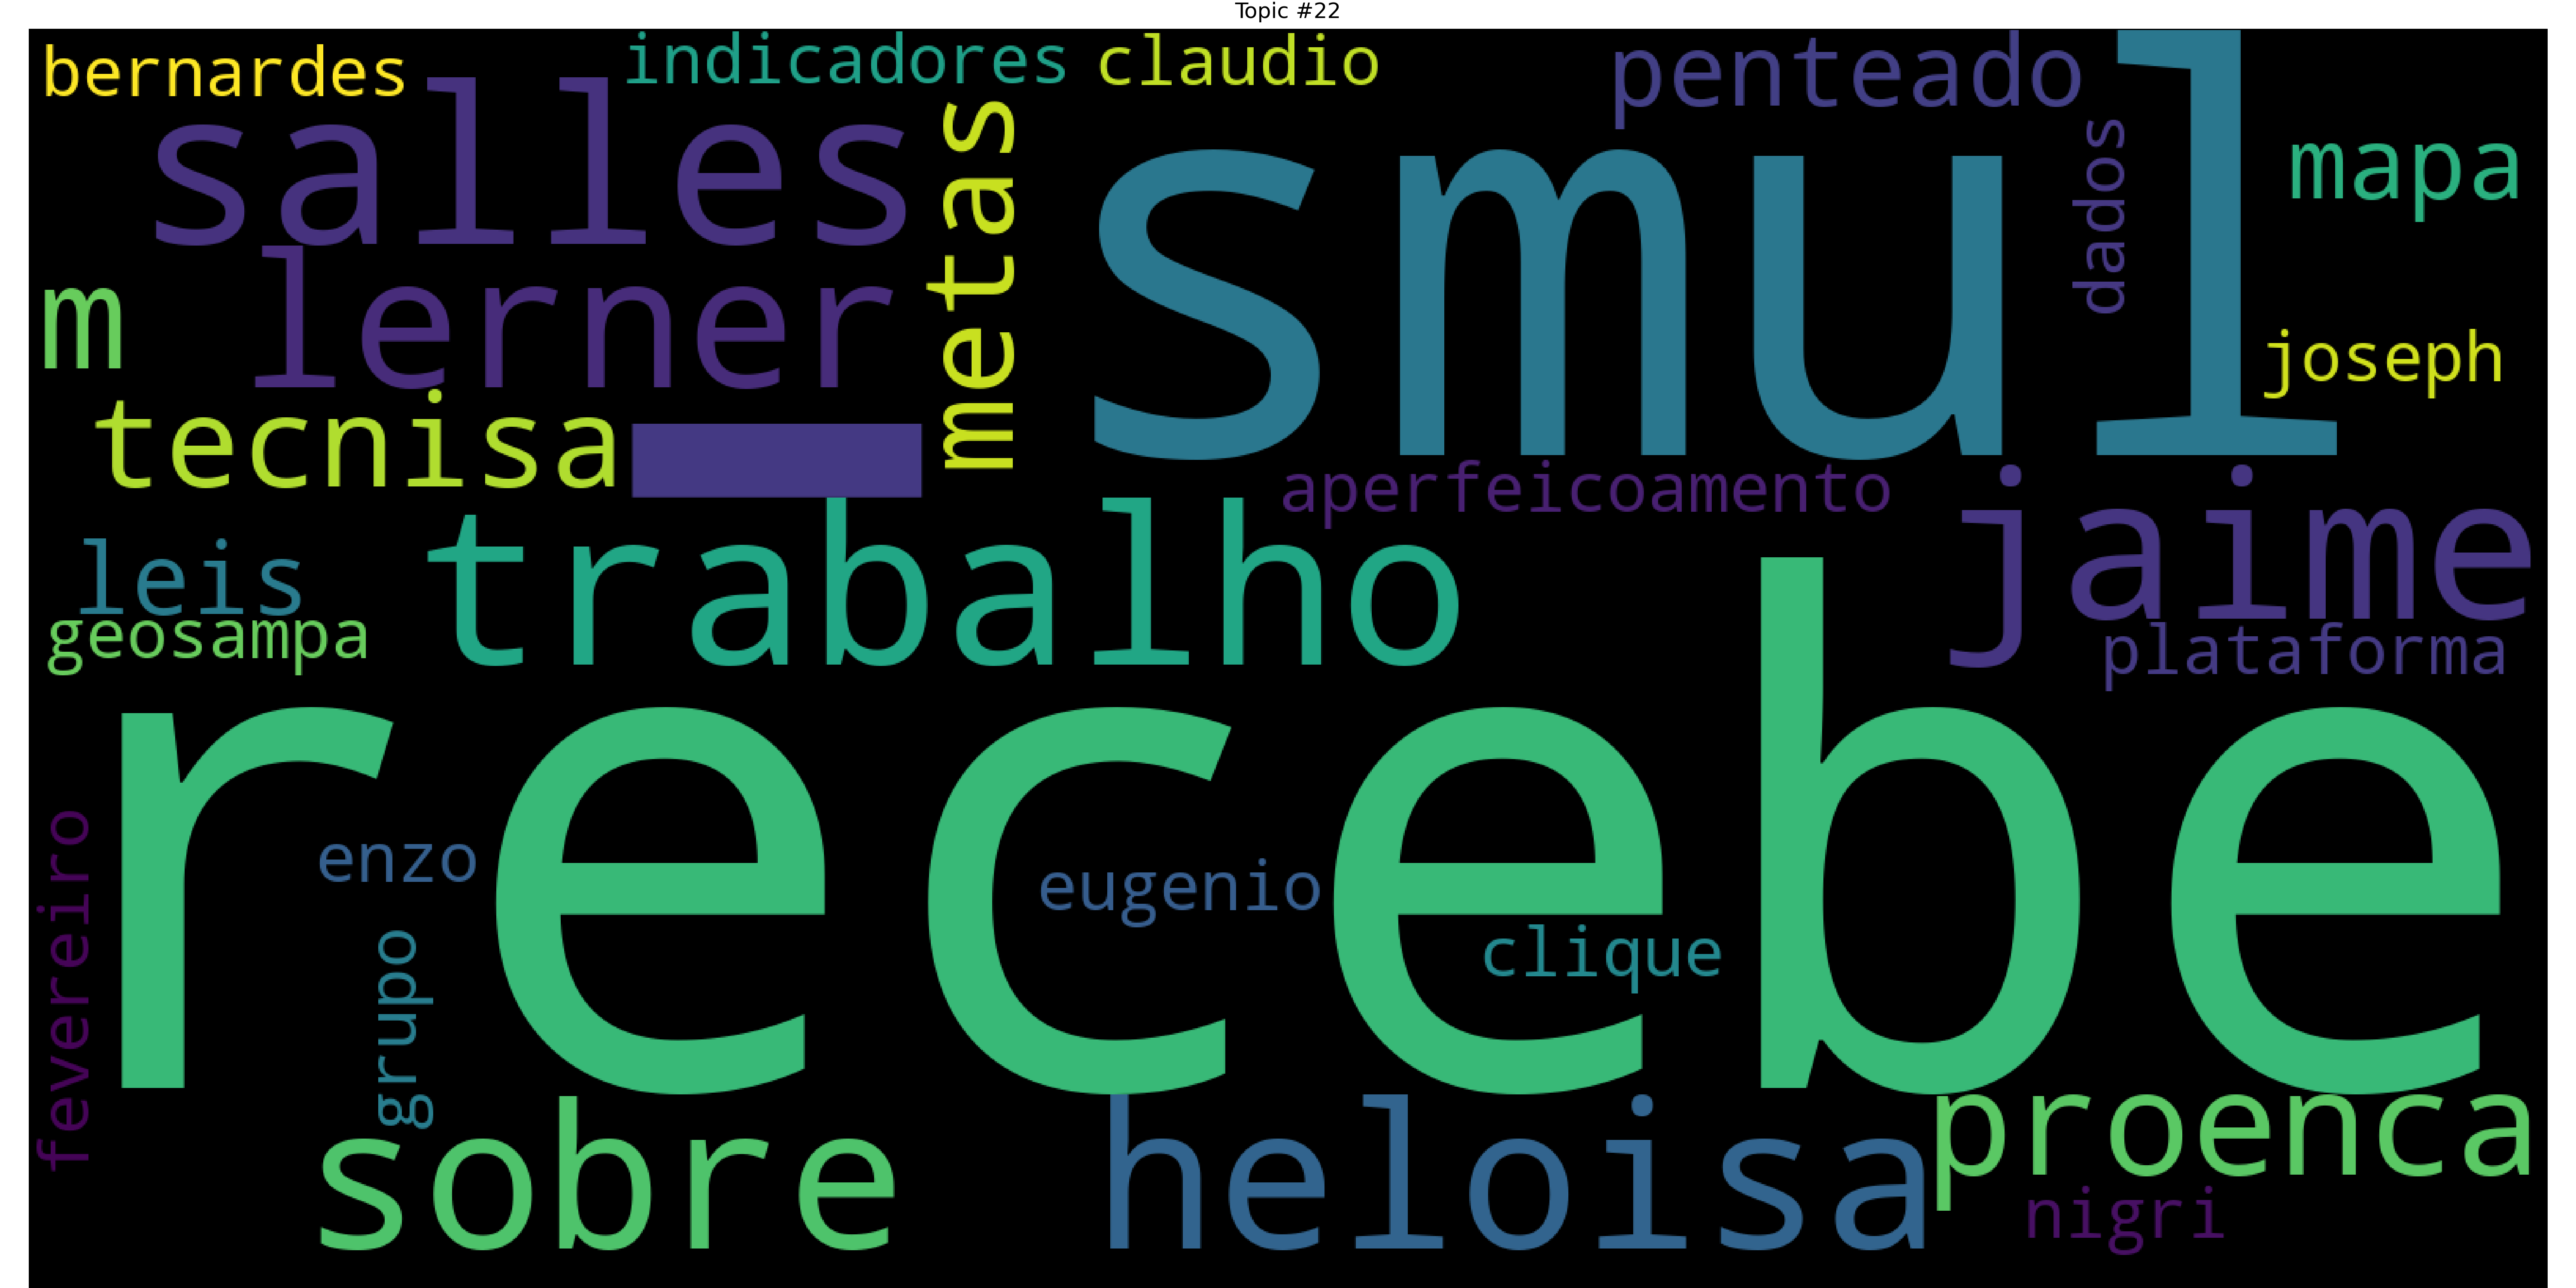 Topic #22
bernardes
indicadores
claudio
penteado
salles
metas
smul
dados
mapa
m
lerner
joseph
tecnisa
aperfeicoamento
jaime
leis
trabalho
geosampa
plataforma
recebe
fevereiro
enzo
eugenio
grupo
clique
sobre
heloisa
proenca
nigri